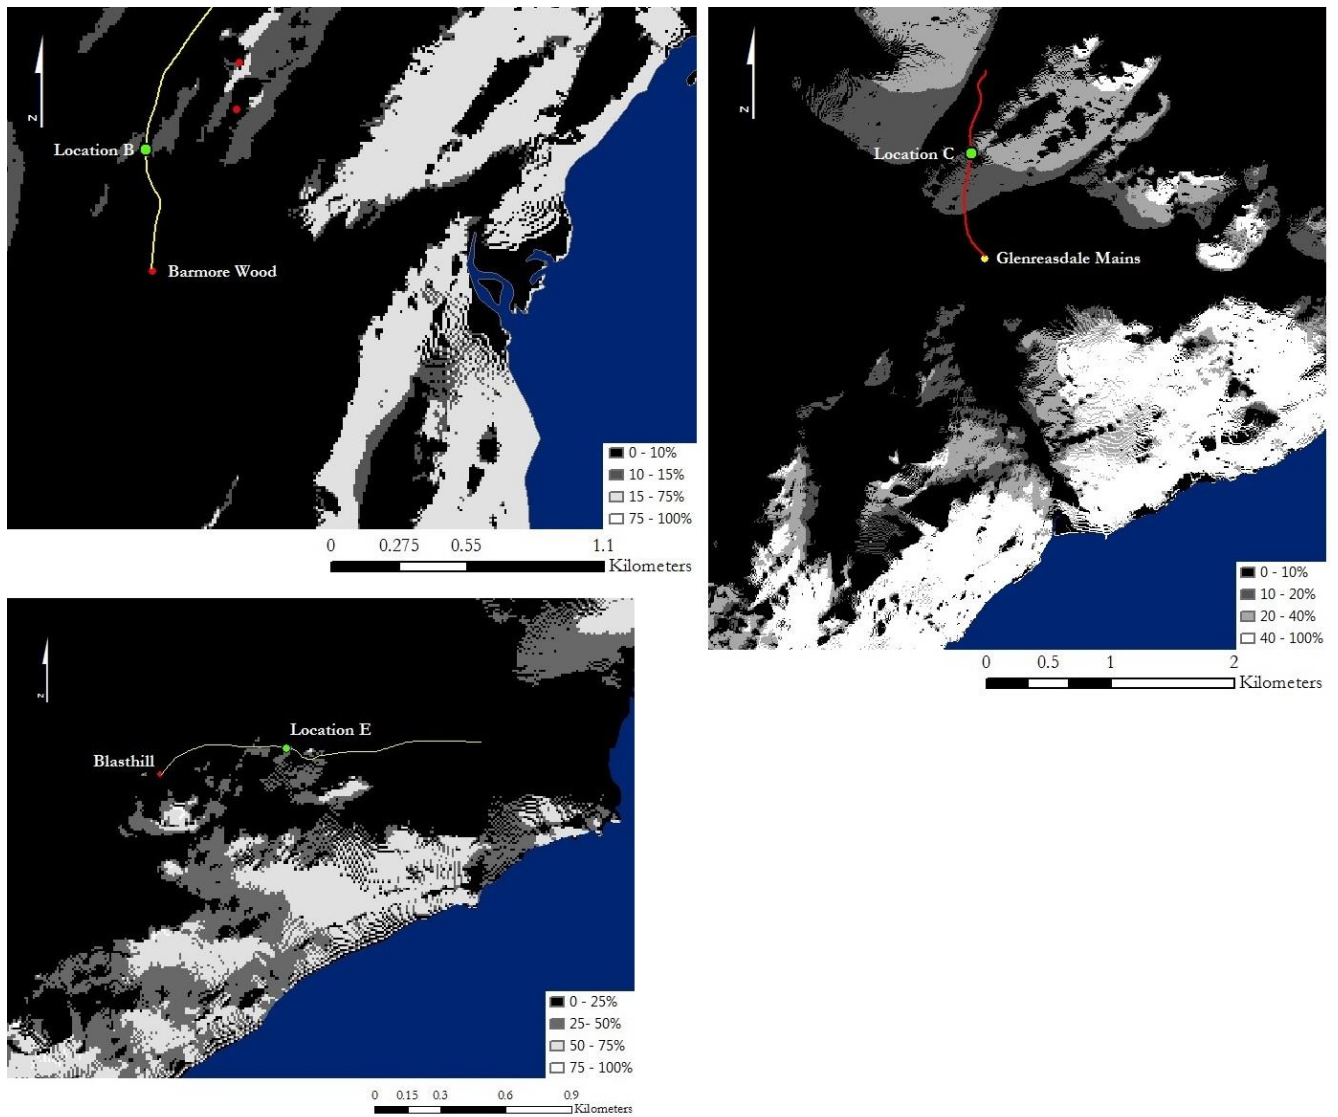 N
Location B
Barmore Wood
0 - 10%
10 - 15%
15 - 75%
75 - 100%
0 0.275 0.55 1.1
Kilometers
N
Location C
Glenreasdale Mains
0 - 10%
10 - 20%
20 - 40%
40 - 100%
0 0.5 1 2
Kilometers
N
Location E
Blasthill
0 - 25%
25- 50%
50 - 75%
75 - 100%
0 0.15 0.3 0.6 0.9
Kilometers